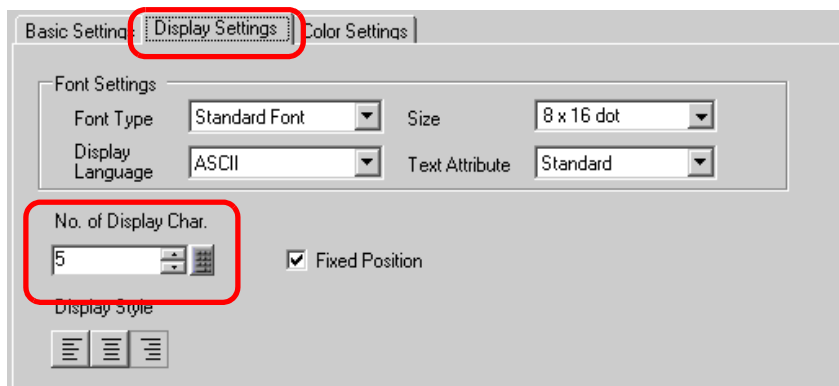 Basic Settings Display Settings Color Settings
Font Settings
Font Type Standard Font Size 8 x 16 dot
Display Language ASCII Text Attribute Standard
No. of Display Char.
5 Fixed Position
Display Style